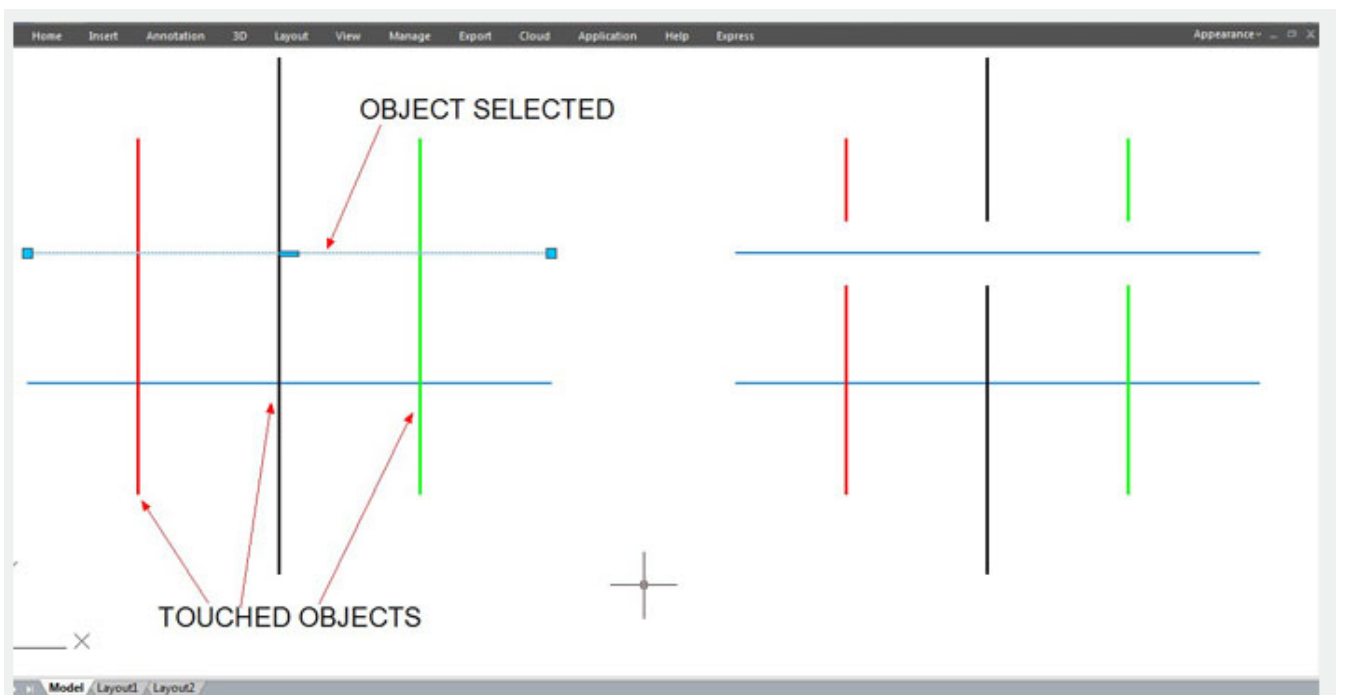 Home Insert Annotation 3D Layout View Manage Export Cloud Application Help Express Appearance
OBJECT SELECTED
TOUCHED OBJECTS
X
Model Layout1 Layout2